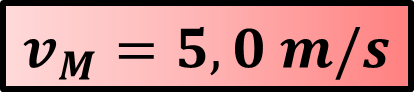 v_M = 5,0 m/s